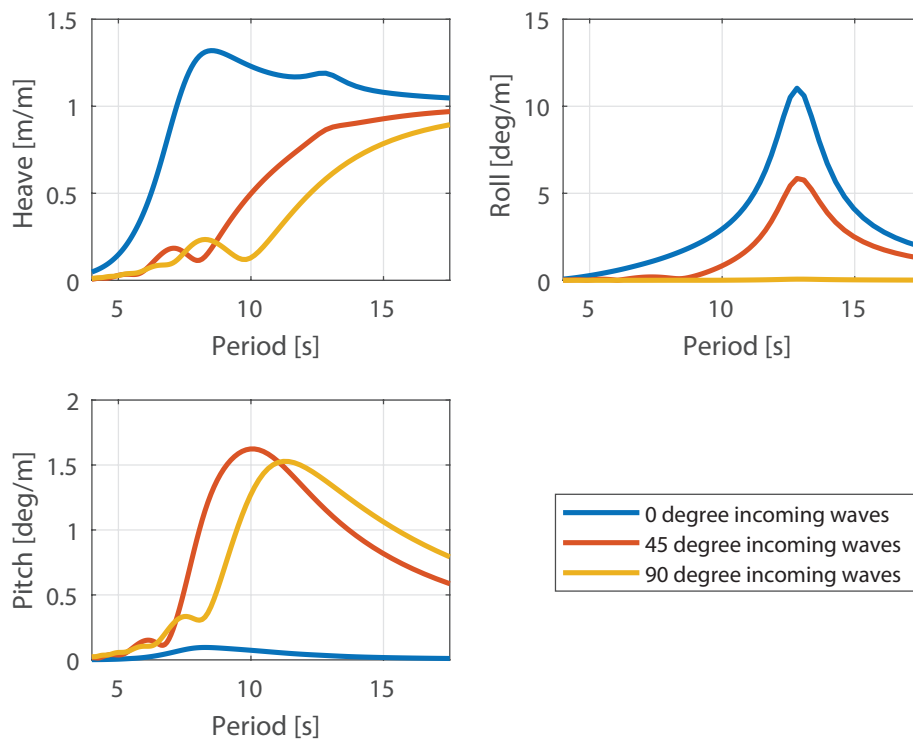 1.5
1
0.5
0
Heave [m/m]
5
10
15
Period [s]
15
10
5
0
Roll [deg/m]
5
10
15
Period [s]
2
1.5
1
0.5
0
Pitch [deg/m]
5
10
15
Period [s]
0 degree incoming waves
45 degree incoming waves
90 degree incoming waves